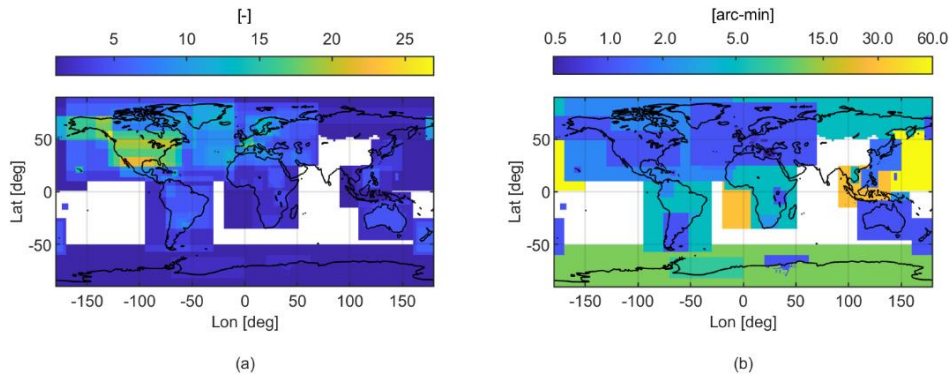 [-]
5 10 15 20 25
50
0
-50
Lat [deg]
-150 -100 -50 0 50 100 150
Lon [deg]
(a)
[arc-min]
0.5 1.0 2.0 5.0 15.0 30.0 60.0
50
0
-50
Lat [deg]
-150 -100 -50 0 50 100 150
Lon [deg]
(b)